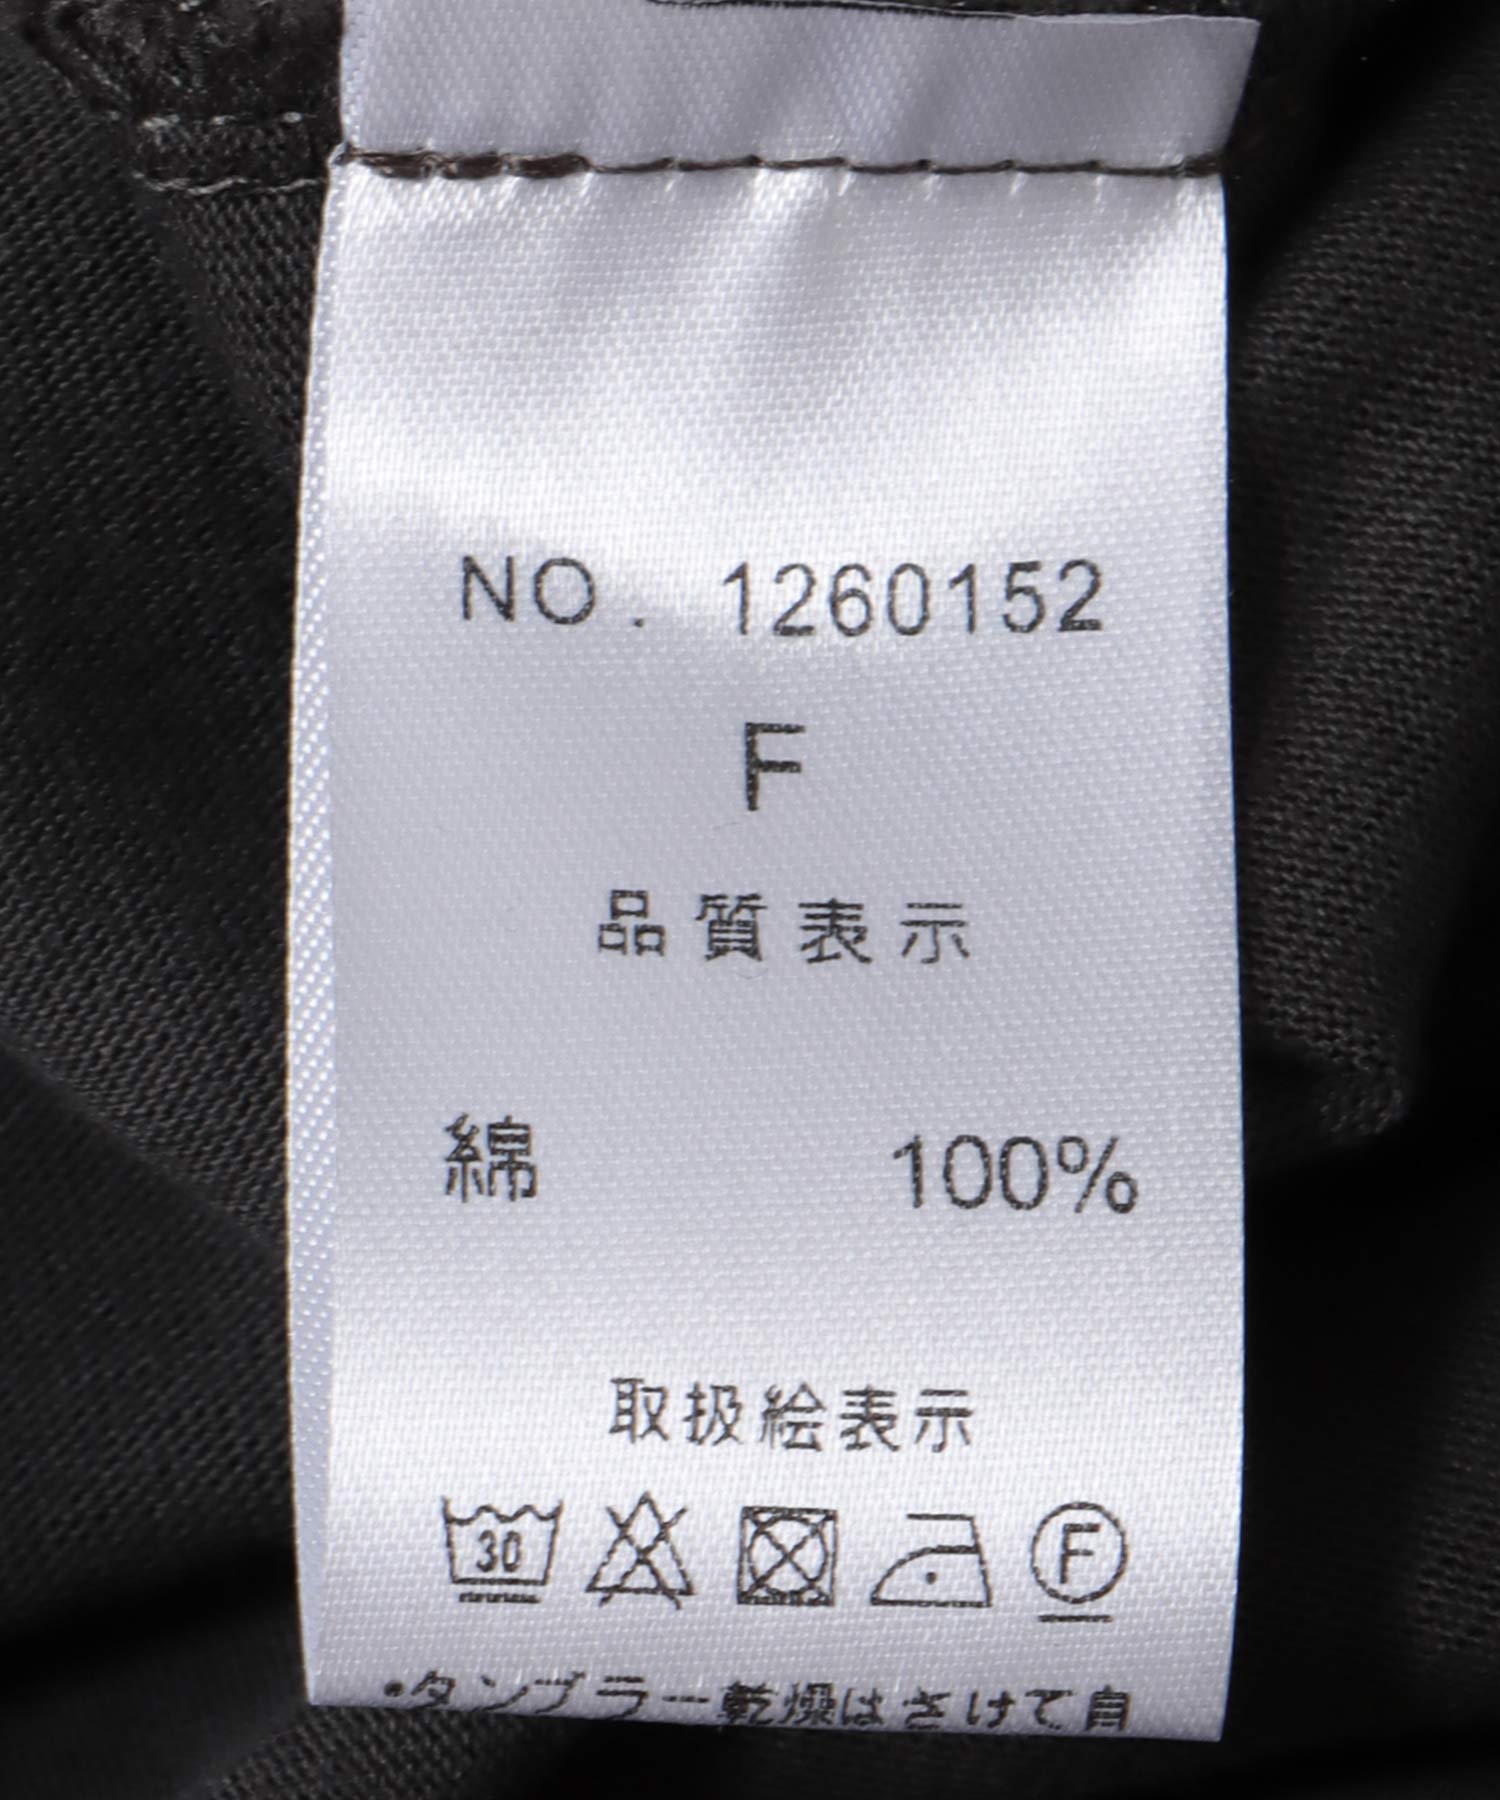 NO. 1260152
F
品質表示
綿 100%
取扱絵表示
30 F
•タンブラー乾燥はさけて自